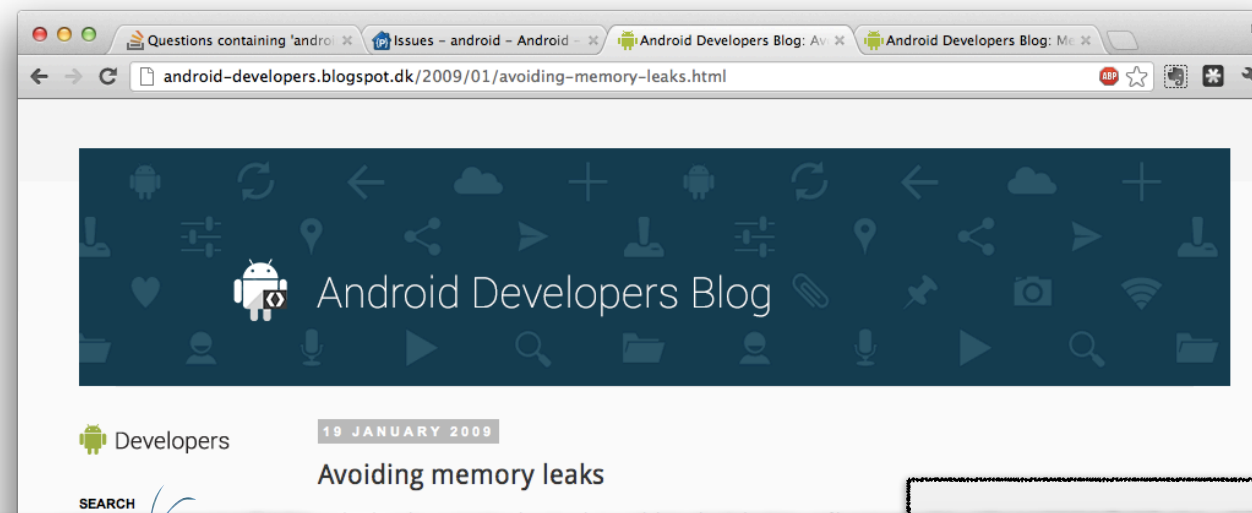 Questions containing 'androi
Issues – android – Android –
Android Developers Blog: Av
Android Developers Blog: Me
android-developers.blogspot.dk/2009/01/avoiding-memory-leaks.html
ABP
Android Developers Blog
Developers
19 JANUARY 2009
Avoiding memory leaks
SEARCH